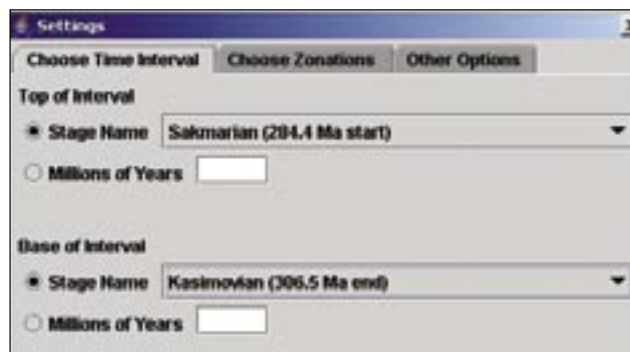 Settings
Choose Time Interval Choose Zonations Other Options
Top of Interval
Stage Name Sakmarian (284.4 Ma start)
Millions of Years
Base of Interval
Stage Name Kasimovian (306.5 Ma end)
Millions of Years